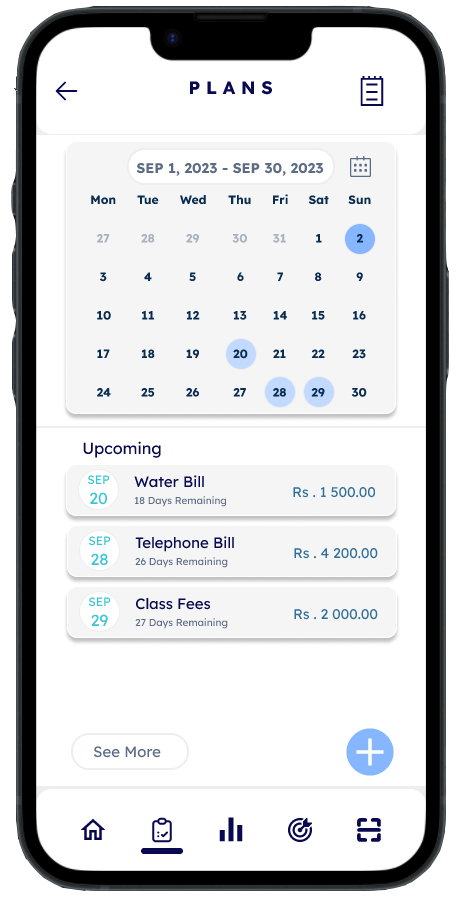 PLANS
SEP 1, 2023 - SEP 30, 2023
Mon Tue Wed Thu Fri Sat Sun
27 28 29 30 31 1 2
3 4 5 6 7 8 9
10 11 12 13 14 15 16
17 18 19 20 21 22 23
24 25 26 27 28 29 30
Upcoming
SEP
20
Water Bill
18 Days Remaining
Rs . 1 500.00
SEP
28
Telephone Bill
26 Days Remaining
Rs . 4 200.00
SEP
29
Class Fees
27 Days Remaining
Rs . 2 000.00
See More